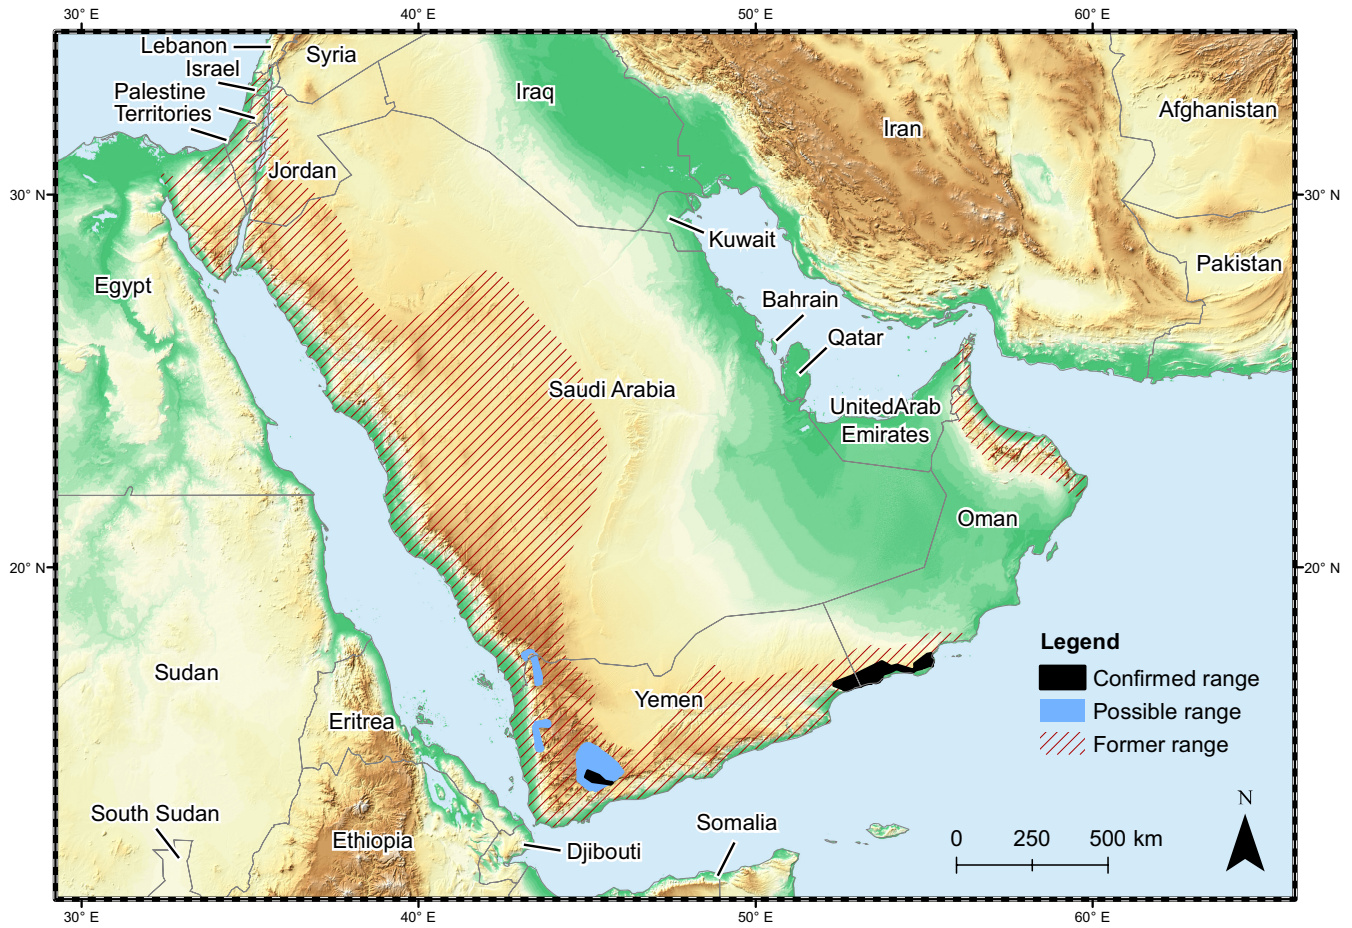 30° E 40° E 50° E 60° E
Lebanon
Syria
Israel
Palestine
Territories
Iraq
Iran
Afghanistan
Jordan
30° N 30° N
Kuwait
Pakistan
Egypt
Bahrain
Qatar
Saudi Arabia
UnitedArab
Emirates
Oman
20° N 20° N
Legend
Confirmed range
Possible range
Former range
Sudan
Yemen
Eritrea
N
South Sudan
Somalia
Ethiopia
Djibouti
0 250 500 km
30° E 40° E 50° E 60° E